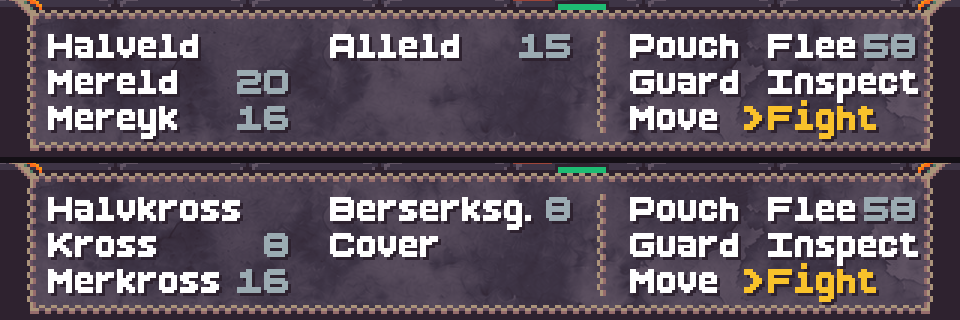 Halveld Alleld 15 Pouch Flee 58
Mereld 20 Guard Inspect
Mereyk 16 Move >Fight
Halvkross Berserksg. 8 Pouch Flee 58
Kross 8 Cover Guard Inspect
Merkross 16 Move >Fight